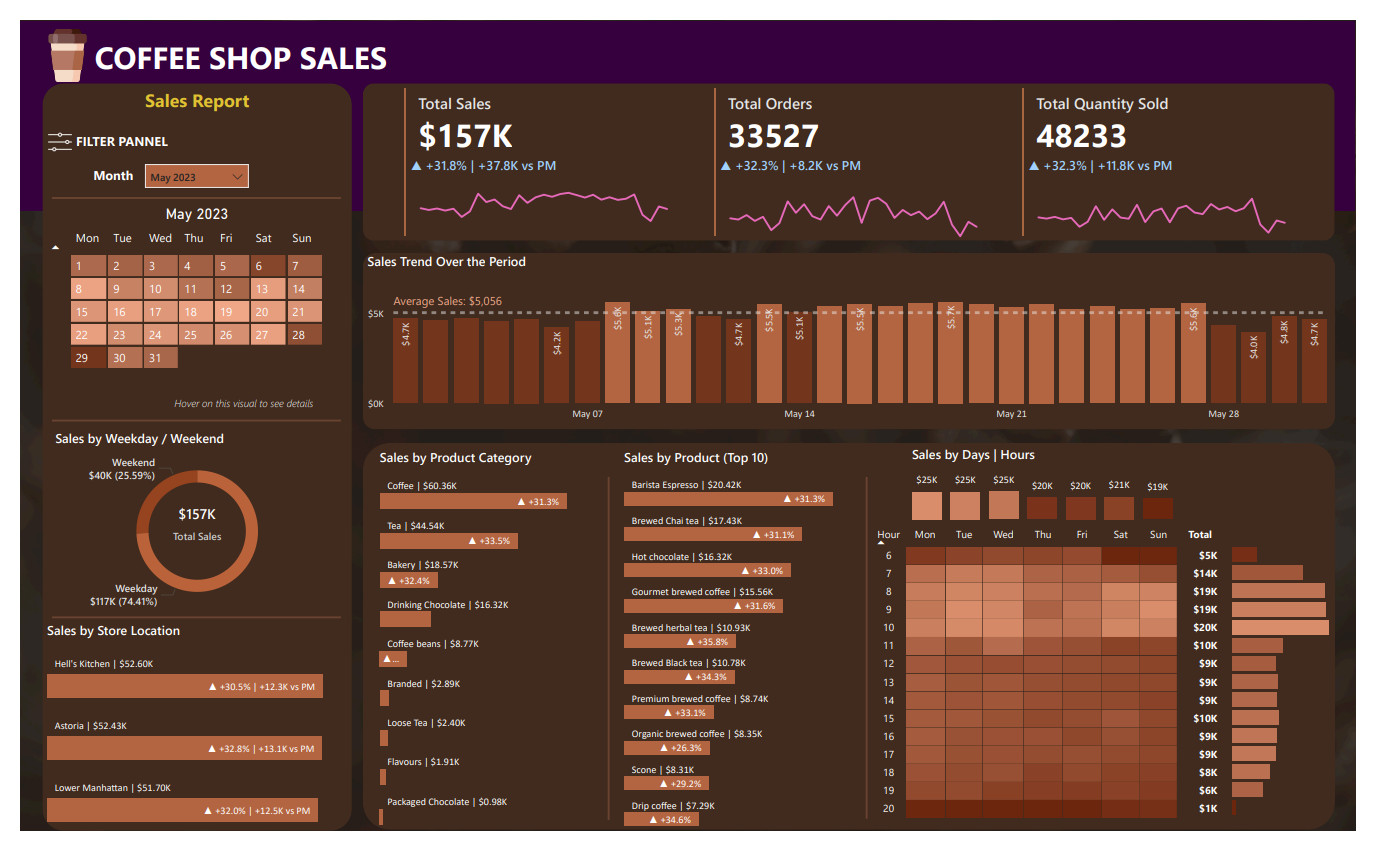 COFFEE SHOP SALES
Sales Report
FILTER PANNEL
Month May 2023
May 2023
Mon Tue Wed Thu Fri Sat Sun
1 2 3 4 5 6 7
8 9 10 11 12 13 14
15 16 17 18 19 20 21
22 23 24 25 26 27 28
29 30 31
Hover on this visual to see details
Sales by Weekday / Weekend
Weekend
$40K (25.59%)
$157K
Total Sales
Weekday
$117K (74.41%)
Sales by Store Location
Hell's Kitchen | $52.60K
▲ +30.5% | +12.3K vs PM
Astoria | $52.43K
▲ +32.8% | +13.1K vs PM
Lower Manhattan | $51.70K
▲ +32.0% | +12.5K vs PM
Total Sales
$157K
▲ +31.8% | +37.8K vs PM
Total Orders
33527
▲ +32.3% | +8.2K vs PM
Total Quantity Sold
48233
▲ +32.3% | +11.8K vs PM
Sales Trend Over the Period
Average Sales: $5,056
$5K
$0K
$4.7K $4.2K $5.6K $5.1K $5.3K $4.7K $5.5K $5.1K $5.5K $5.7K $5.6K $4.0K $4.8K $4.7K
May 07 May 14 May 21 May 28
Sales by Product Category
Coffee | $60.36K
▲ +31.3%
Tea | $44.54K
▲ +33.5%
Bakery | $18.57K
▲ +32.4%
Drinking Chocolate | $16.32K
Coffee beans | $8.77K
▲ ...
Branded | $2.89K
Loose Tea | $2.40K
Flavours | $1.91K
Packaged Chocolate | $0.98K
Sales by Product (Top 10)
Barista Espresso | $20.42K
▲ +31.3%
Brewed Chai tea | $17.43K
▲ +31.1%
Hot chocolate | $16.32K
▲ +33.0%
Gourmet brewed coffee | $15.56K
▲ +31.6%
Brewed herbal tea | $10.93K
▲ +35.8%
Brewed Black tea | $10.78K
▲ +34.3%
Premium brewed coffee | $8.74K
▲ +33.1%
Organic brewed coffee | $8.35K
▲ +26.3%
Scone | $8.31K
▲ +29.2%
Drip coffee | $7.29K
▲ +34.6%
Sales by Days | Hours
$25K $25K $25K $20K $20K $21K $19K
Hour Mon Tue Wed Thu Fri Sat Sun Total
6 $5K
7 $14K
8 $19K
9 $19K
10 $20K
11 $10K
12 $9K
13 $9K
14 $9K
15 $10K
16 $9K
17 $9K
18 $8K
19 $6K
20 $1K